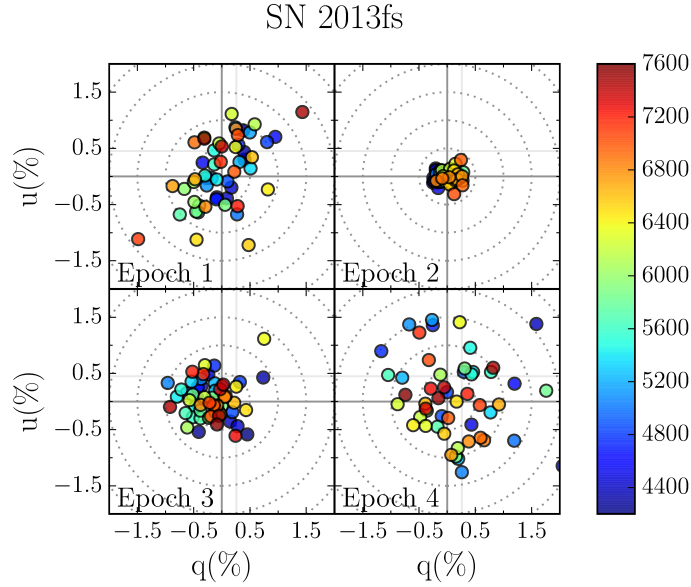 SN 2013fs
1.5
0.5
−0.5
−1.5
u(%)
Epoch 1
Epoch 2
1.5
0.5
−0.5
−1.5
u(%)
Epoch 3
Epoch 4
−1.5 −0.5 0.5 1.5
−1.5 −0.5 0.5 1.5
q(%)
q(%)
7600
7200
6800
6400
6000
5600
5200
4800
4400